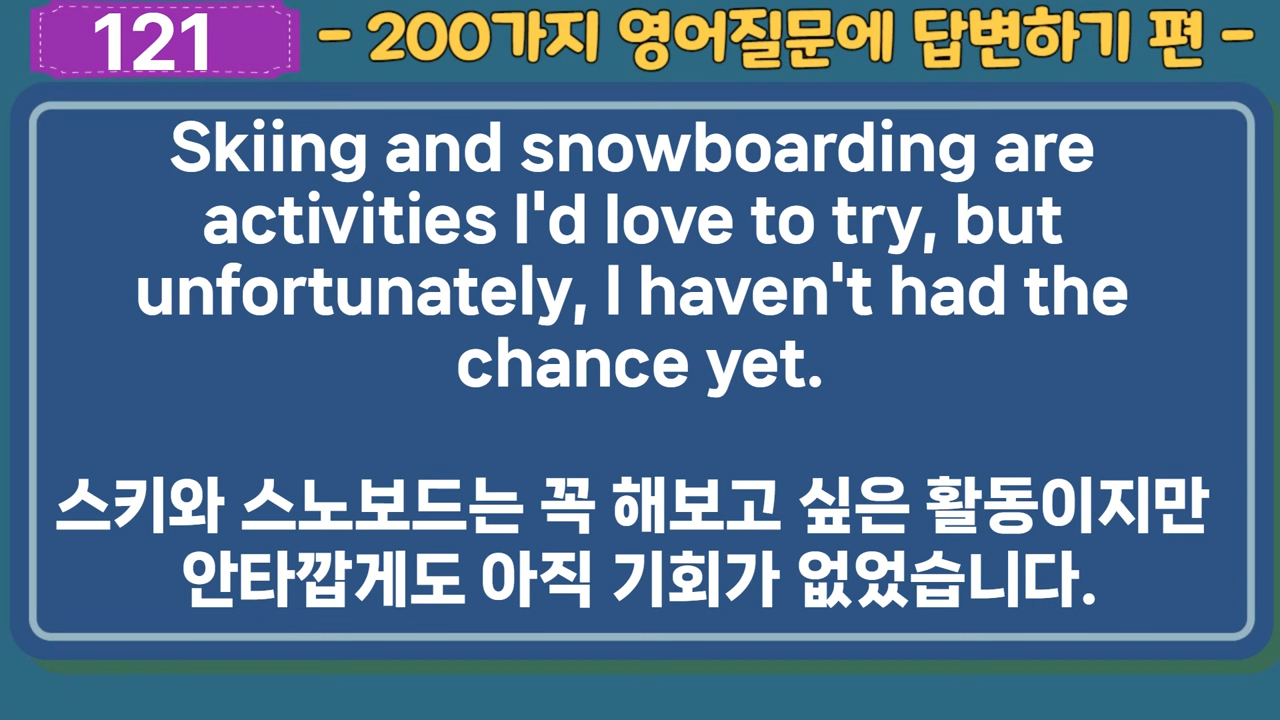 121
- 200가지 영어질문에 답변하기 편 -
Skiing and snowboarding are
activities I'd love to try, but
unfortunately, I haven't had the
chance yet.
스키와 스노보드는 꼭 해보고 싶은 활동이지만
안타깝게도 아직 기회가 없었습니다.